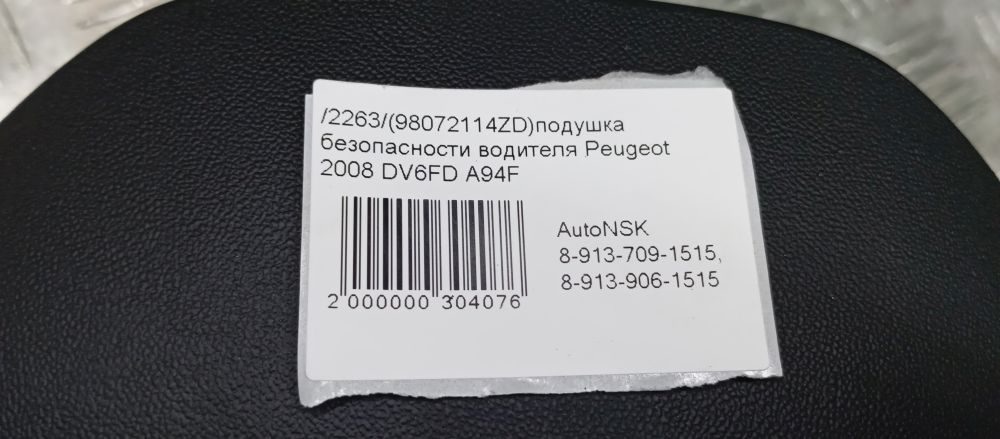 /2263/(98072114ZD)подушка
безопасности водителя Peugeot
2008 DV6FD A94F
AutoNSK
8-913-709-1515,
8-913-906-1515
2 000000 304076